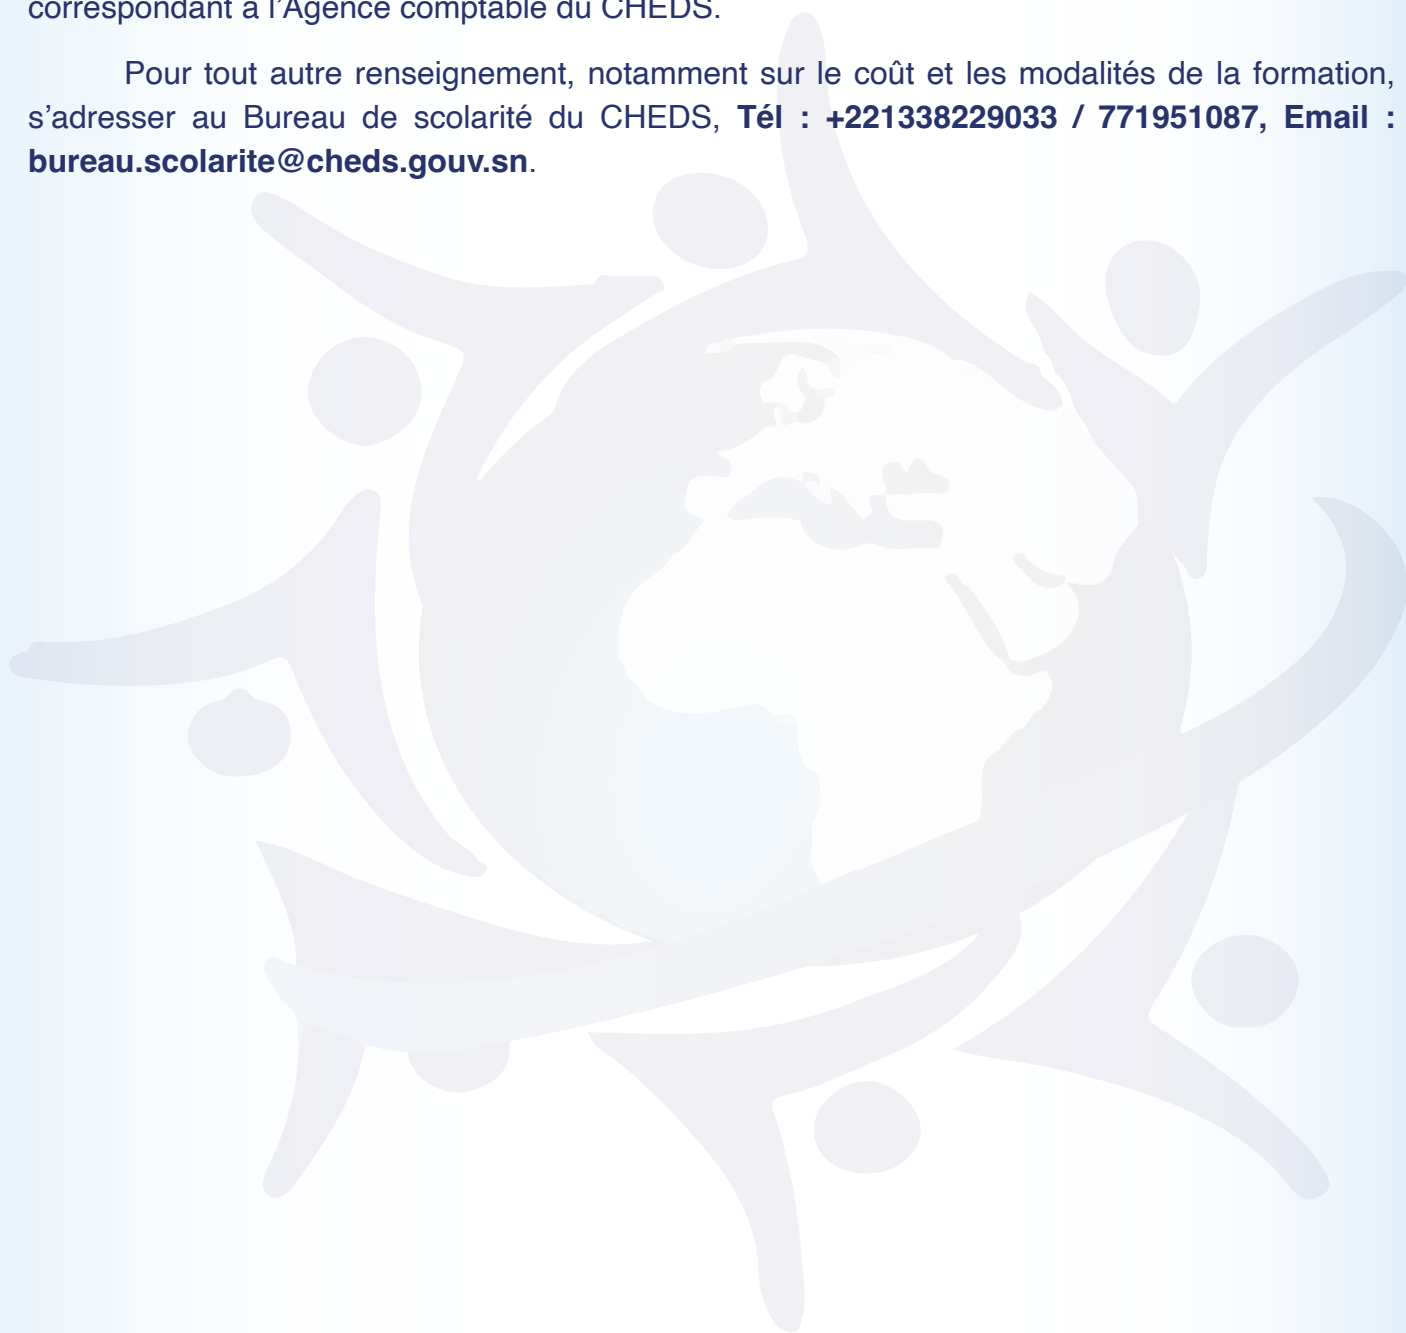 correspondant à l'Agence comptable du CHEDS.
Pour tout autre renseignement, notamment sur le coût et les modalités de la formation,
s'adresser au Bureau de scolarité du CHEDS, Tél : +221338229033 / 771951087, Email :
bureau.scolarite@cheds.gouv.sn.